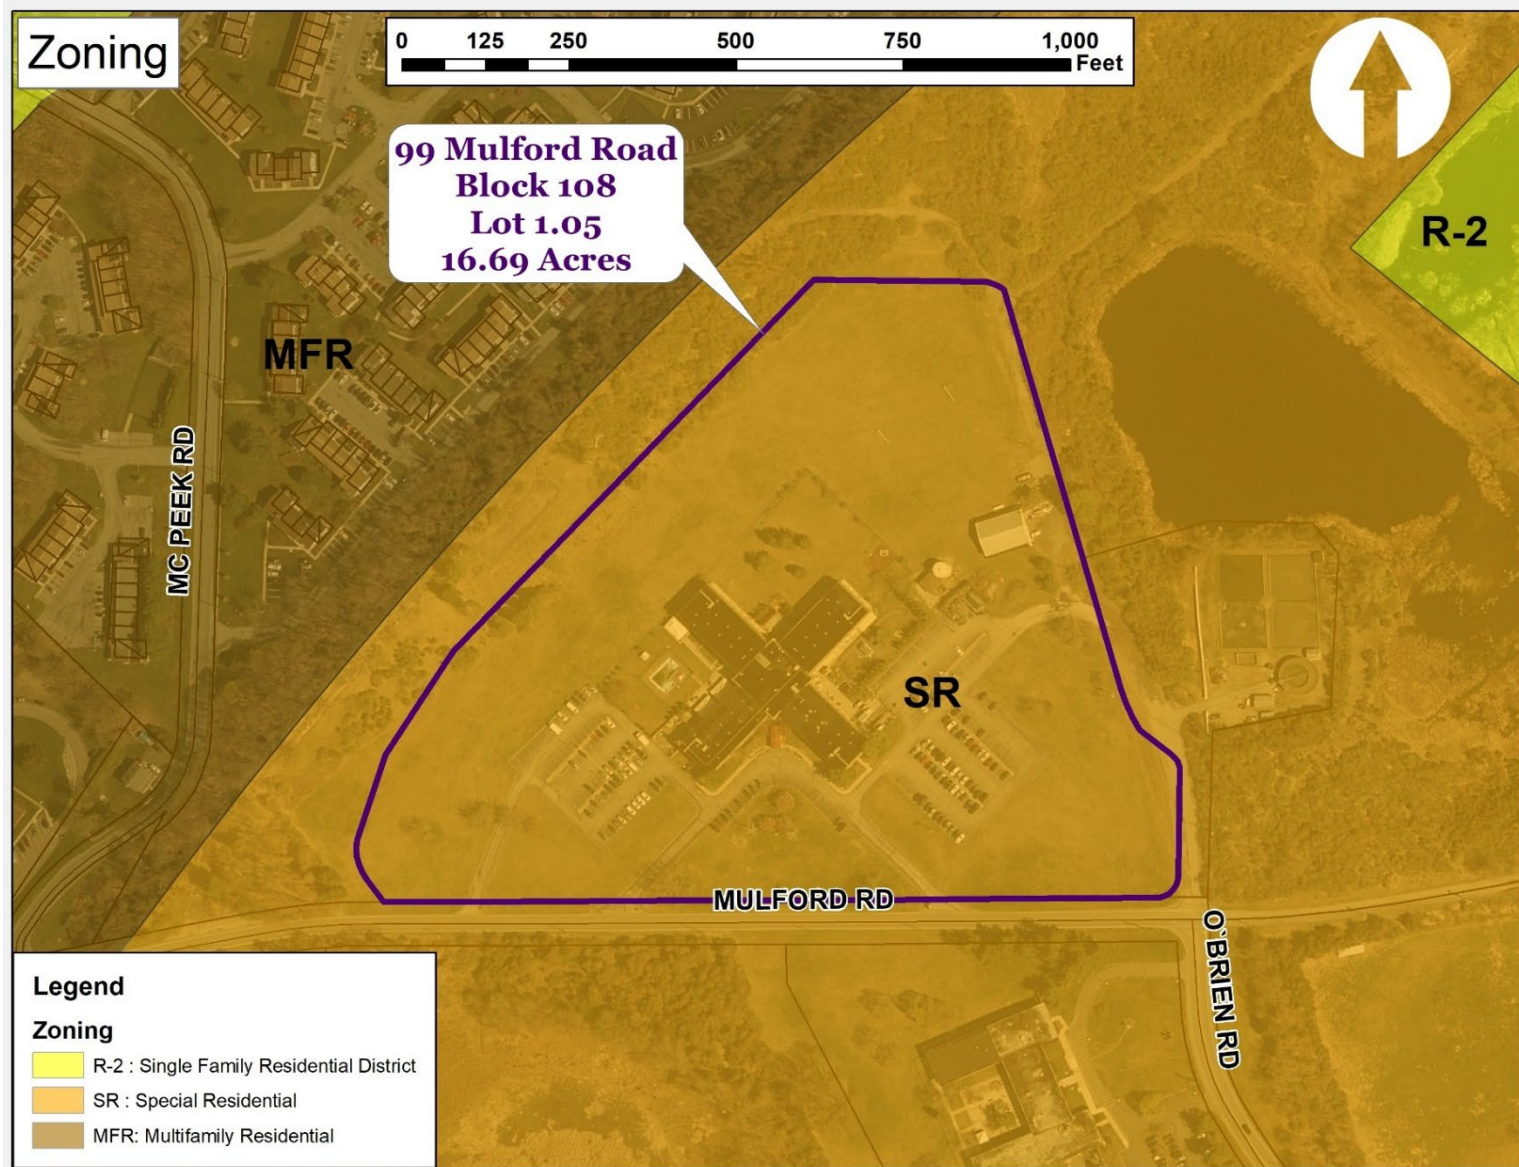 Zoning
0 125 250 500 750 1,000
Feet
99 Mulford Road
Block 108
Lot 1.05
16.69 Acres
R-2
MFR
MC PEEK RD
SR
MULFORD RD
O`BRIEN RD
Legend
Zoning
R-2 : Single Family Residential District
SR : Special Residential
MFR: Multifamily Residential